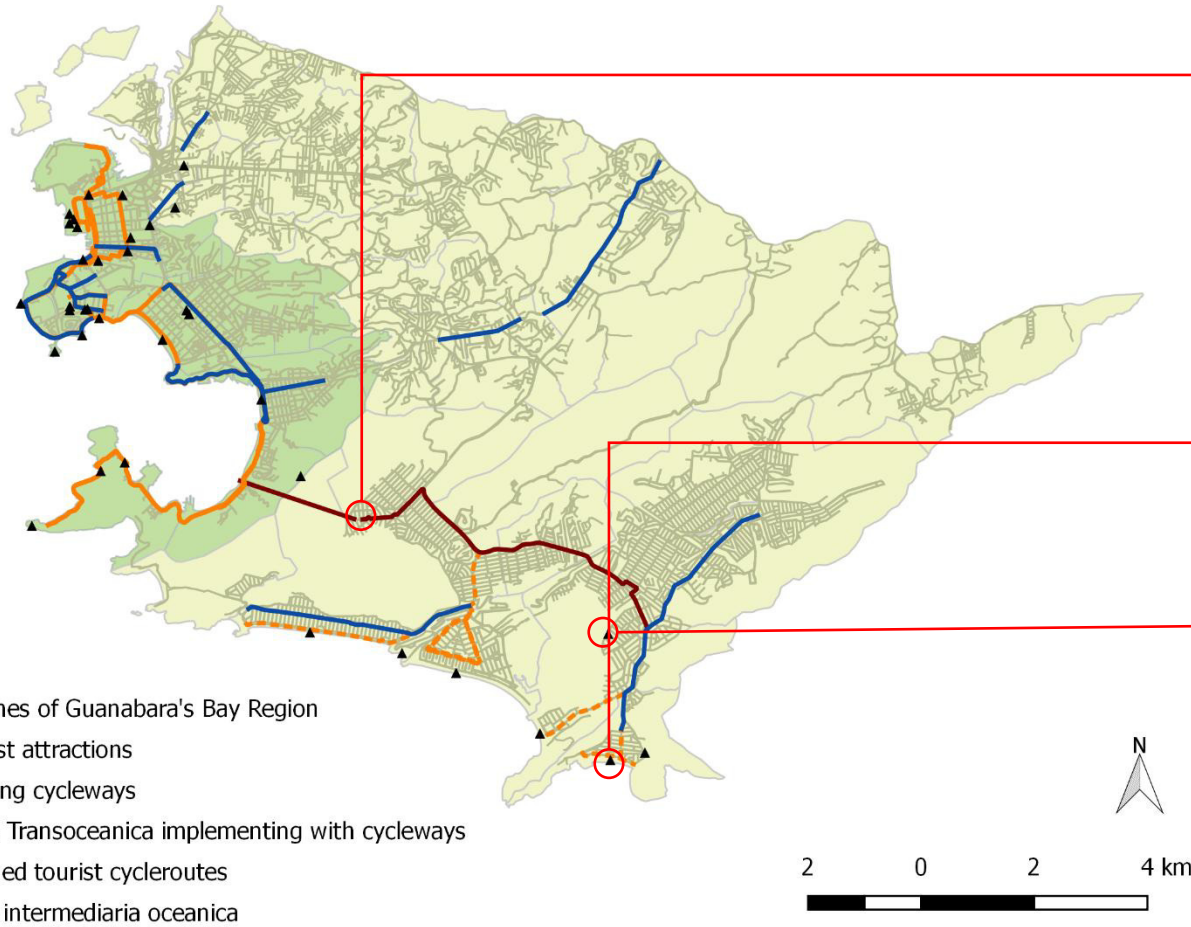 nes of Guanabara's Bay Region
st attractions
ng cycleways
Transoceanica implementing with cycleways
ed tourist cycleroutes
intermediaria oceanica
N
2 0 2 4 km